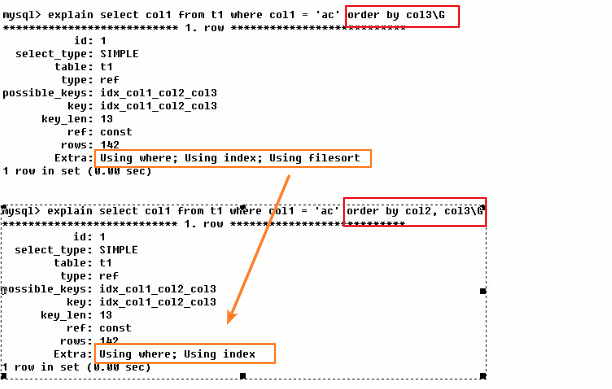 mysql> explain select col1 from t1 where col1 = 'ac' order by col3\G
*************************** 1. row ***************************
id: 1
select_type: SIMPLE
table: t1
type: ref
possible_keys: idx_col1_col2_col3
key: idx_col1_col2_col3
key_len: 13
ref: const
rows: 142
Extra: Using where; Using index; Using filesort
1 row in set (0.00 sec)
mysql> explain select col1 from t1 where col1 = 'ac' order by col2, col3\G
*************************** 1. row ***************************
id: 1
select_type: SIMPLE
table: t1
type: ref
possible_keys: idx_col1_col2_col3
key: idx_col1_col2_col3
key_len: 13
ref: const
rows: 142
Extra: Using where; Using index
1 row in set (0.00 sec)